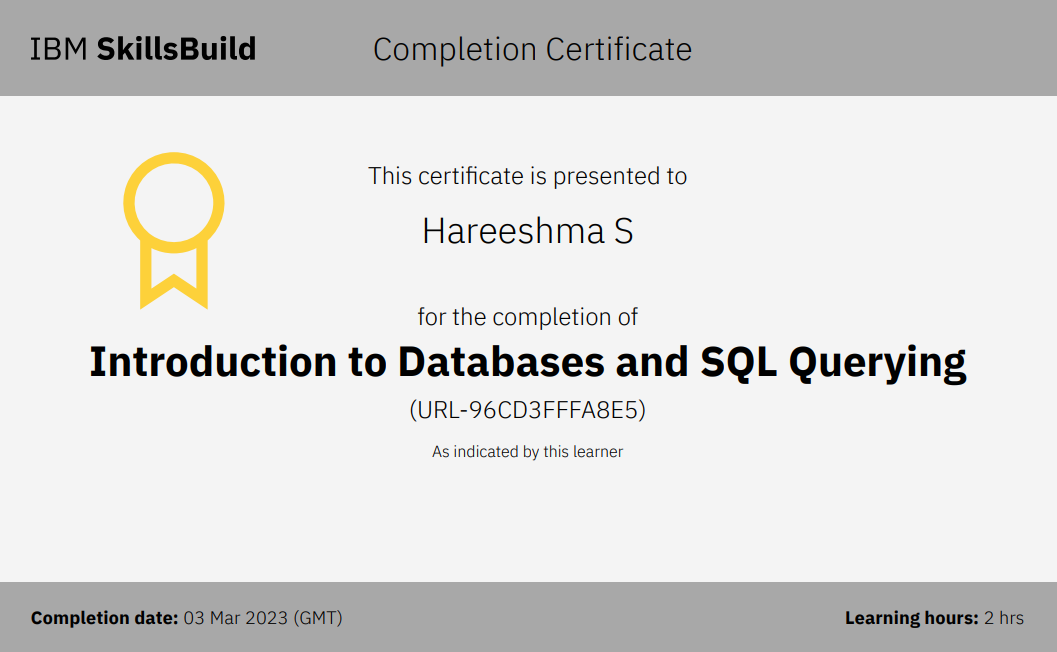 IBM SkillsBuild
Completion Certificate
This certificate is presented to
Hareeshma S
for the completion of
Introduction to Databases and SQL Querying
(URL-96CD3FFFA8E5)
As indicated by this learner
Completion date: 03 Mar 2023 (GMT)
Learning hours: 2 hrs